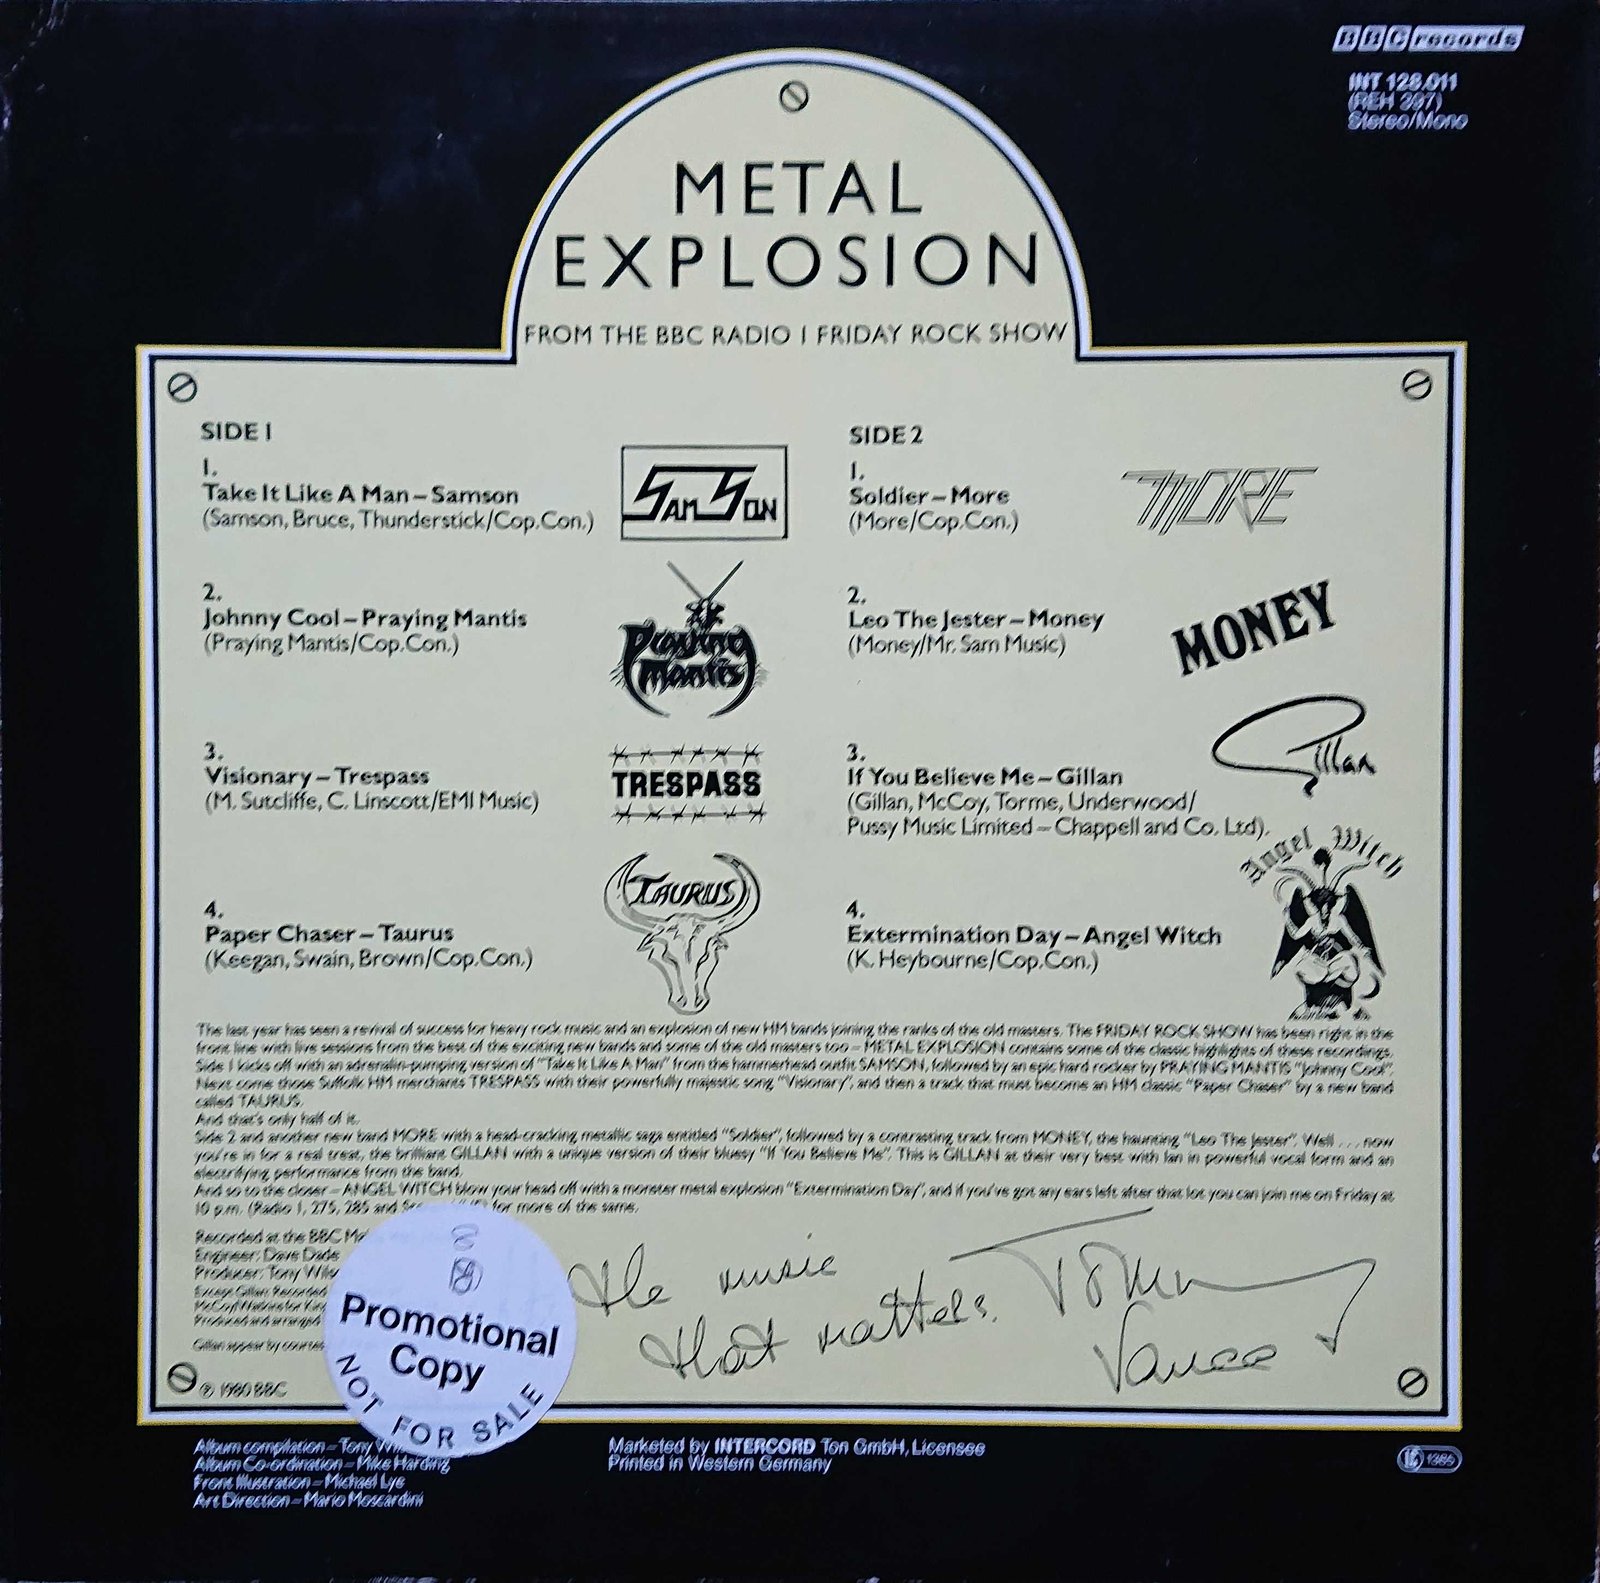 BBC records
INT 128.011
(REH 397)
Stereo/Mono
METAL
EXPLOSION
FROM THE BBC RADIO 1 FRIDAY ROCK SHOW
SIDE 1
1.
Take It Like A Man – Samson
(Samson, Bruce, Thunderstick/Cop.Con.)
SAMSON
2.
Johnny Cool – Praying Mantis
(Praying Mantis/Cop.Con.)
Praying
Mantis
3.
Visionary – Trespass
(M. Sutcliffe, C. Linscott/EMI Music)
TRESPASS
4.
Paper Chaser – Taurus
(Keegan, Swain, Brown/Cop.Con.)
TAURUS
SIDE 2
1.
Soldier – More
(More/Cop.Con.)
MORE
2.
Leo The Jester – Money
(Money/Mr. Sam Music)
MONEY
3.
If You Believe Me – Gillan
(Gillan, McCoy, Torme, Underwood/
Pussy Music Limited – Chappell and Co. Ltd).
Gillan
4.
Extermination Day – Angel Witch
(K. Heybourne/Cop.Con.)
Angel Witch
The last year has seen a revival of success for heavy rock music and an explosion of new HM bands joining the ranks of the old masters. The FRIDAY ROCK SHOW has been right in the
front line with live sessions from the best of the exciting new bands and some of the old masters too – METAL EXPLOSION contains some of the classic highlights of these recordings.
Side 1 kicks off with an adrenalin-pumping version of "Take It Like A Man" from the hammerhead outfit SAMSON, followed by an epic hard rocker by PRAYING MANTIS "Johnny Cool".
Next come those Suffolk HM merchants TRESPASS with their powerfully majestic song "Visionary", and then a track that must become an HM classic "Paper Chaser" by a new band
called TAURUS.
And that's only half of it.
Side 2 and another new band MORE with a head-cracking metallic saga entitled "Soldier", followed by a contrasting track from MONEY, the haunting "Leo The Jester". Well . . . now
you're in for a real treat, the brilliant GILLAN with a unique version of their bluesy "If You Believe Me". This is GILLAN at their very best with Ian in powerful vocal form and an
electrifying performance from the band.
And so to the closer – ANGEL WITCH blow your head off with a monster metal explosion "Extermination Day", and if you've got any ears left after that lot you can join me on Friday at
10 p.m. (Radio 1, 275, 285 and for more of the same.
Recorded at the BBC
Engineer: Dave Dade
Producer: Tony
Except Gillan: Recorded
Produced and arranged
Gillan appear by
℗ 1980 BBC
Promotional
Copy
NOT FOR SALE
the music
that matters.
Tommy
Vance
Album compilation – Tony
Album Co-ordination – Mike Harding
Front Illustration – Michael Lye
Art Direction – Mario Moscardini
Marketed by INTERCORD Ton GmbH, Licensee
Printed in Western Germany